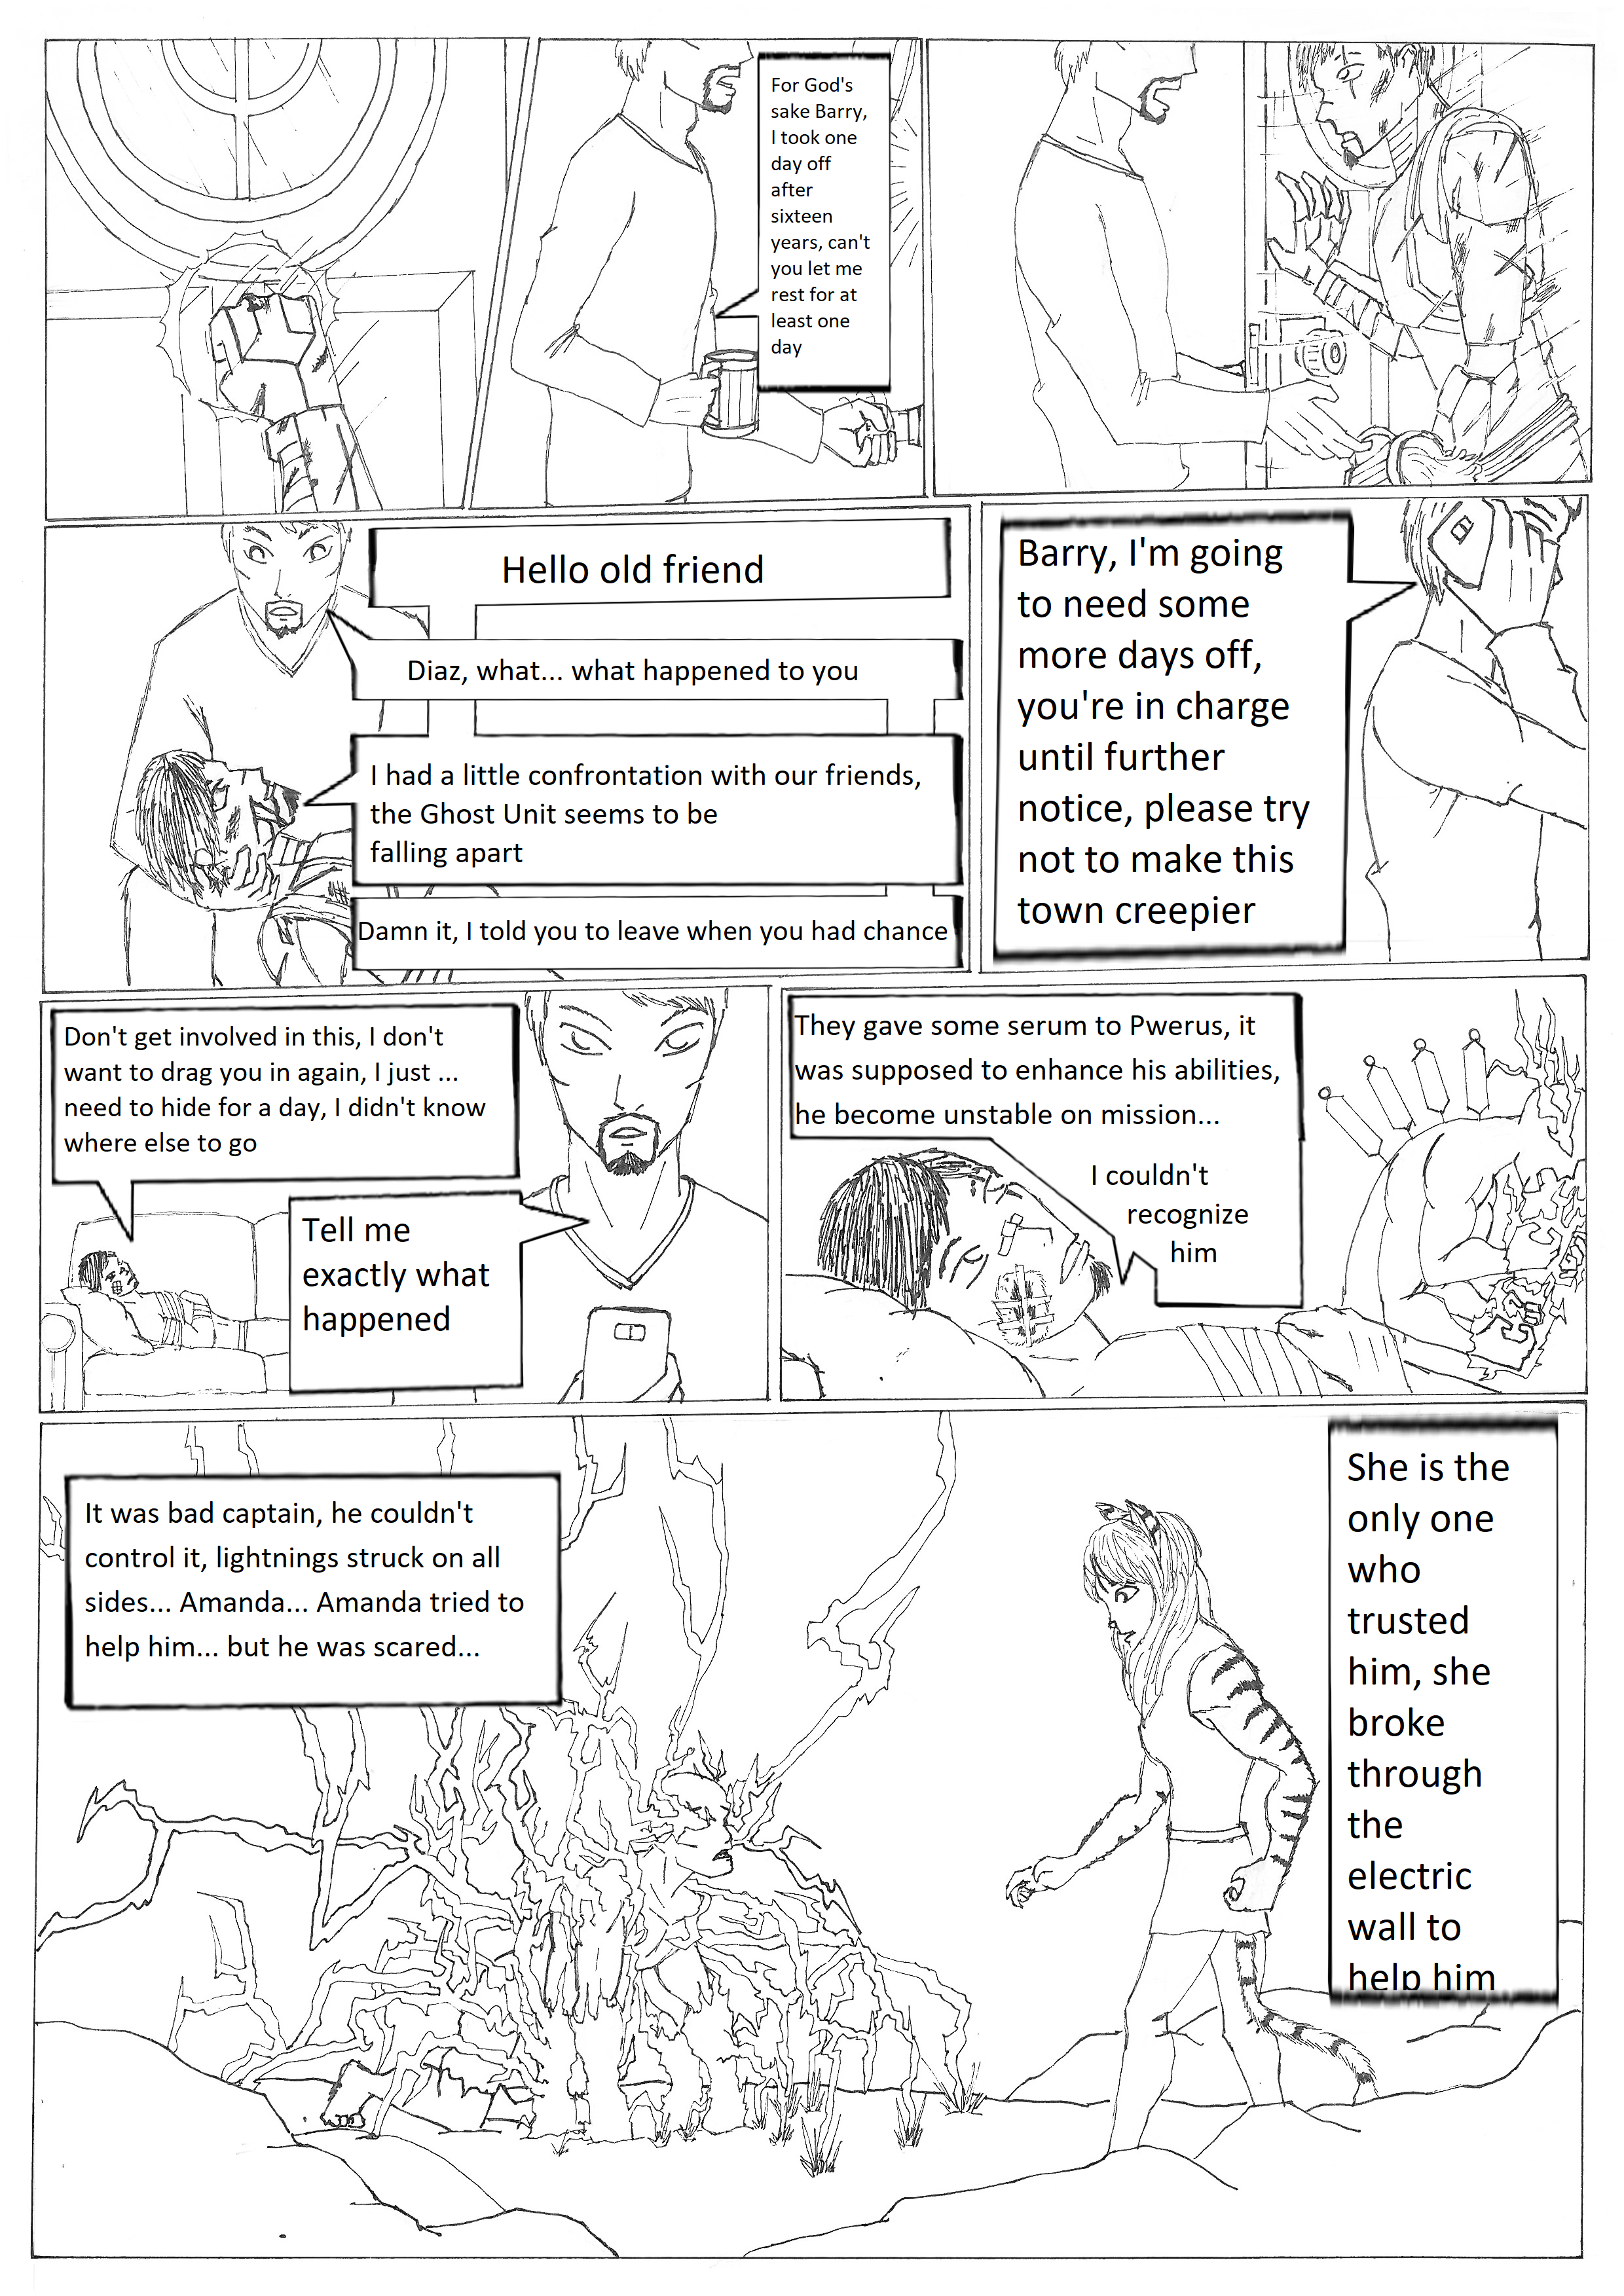 For God's
sake Barry,
I took one
day off
after
sixteen
years, can't
you let me
rest for at
least one
day
Hello old friend
Diaz, what... what happened to you
I had a little confrontation with our friends,
the Ghost Unit seems to be
falling apart
Damn it, I told you to leave when you had chance
Barry, I'm going
to need some
more days off,
you're in charge
until further
notice, please try
not to make this
town creepier
Don't get involved in this, I don't
want to drag you in again, I just ...
need to hide for a day, I didn't know
where else to go
Tell me
exactly what
happened
They gave some serum to Pwerus, it
was supposed to enhance his abilities,
he become unstable on mission...
I couldn't
recognize
him
It was bad captain, he couldn't
control it, lightnings struck on all
sides... Amanda... Amanda tried to
help him... but he was scared...
She is the
only one
who
trusted
him, she
broke
through
the
electric
wall to
help him